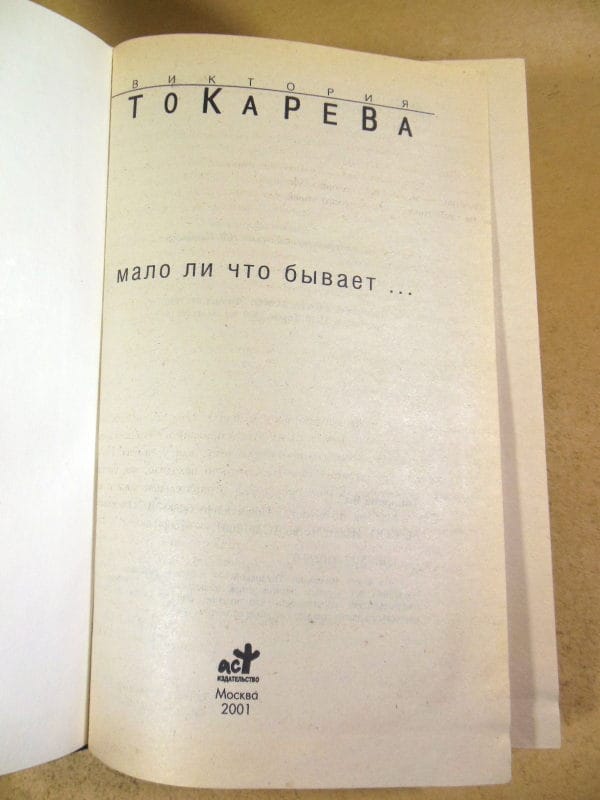 ВИКТОРИЯ
ТОКАРЕВА
мало ли что бывает ...
аст
ИЗДАТЕЛЬСТВО
Москва
2001